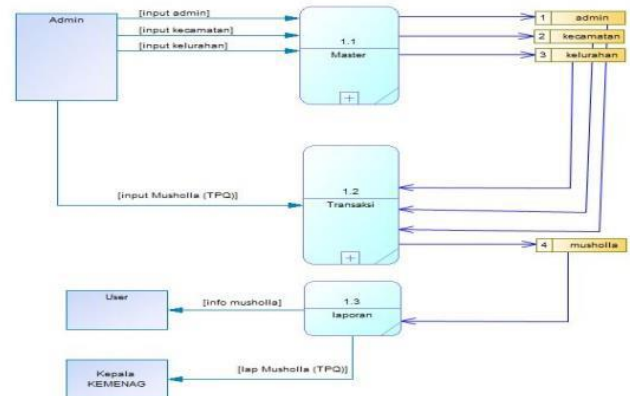 Admin
[input admin]
[input kecamatan]
[input kelurahan]
1.1
Master
1 admin
2 kecamatan
3 kelurahan
[input Musholla (TPQ)]
1.2
Transaksi
4 musholla
User
[info musholla]
1.3
laporan
Kepala
KEMENAG
[lap Musholla (TPQ)]